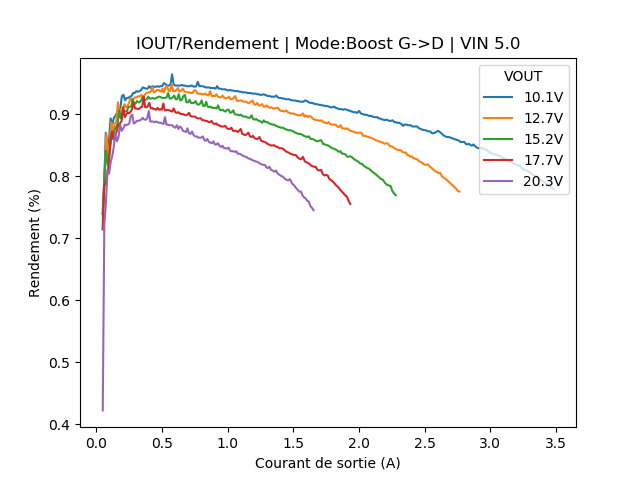 IOUT/Rendement | Mode:Boost G->D | VIN 5.0
VOUT
10.1V
12.7V
15.2V
17.7V
20.3V
Rendement (%)
0.9
0.8
0.7
0.6
0.5
0.4
0.0 0.5 1.0 1.5 2.0 2.5 3.0 3.5
Courant de sortie (A)